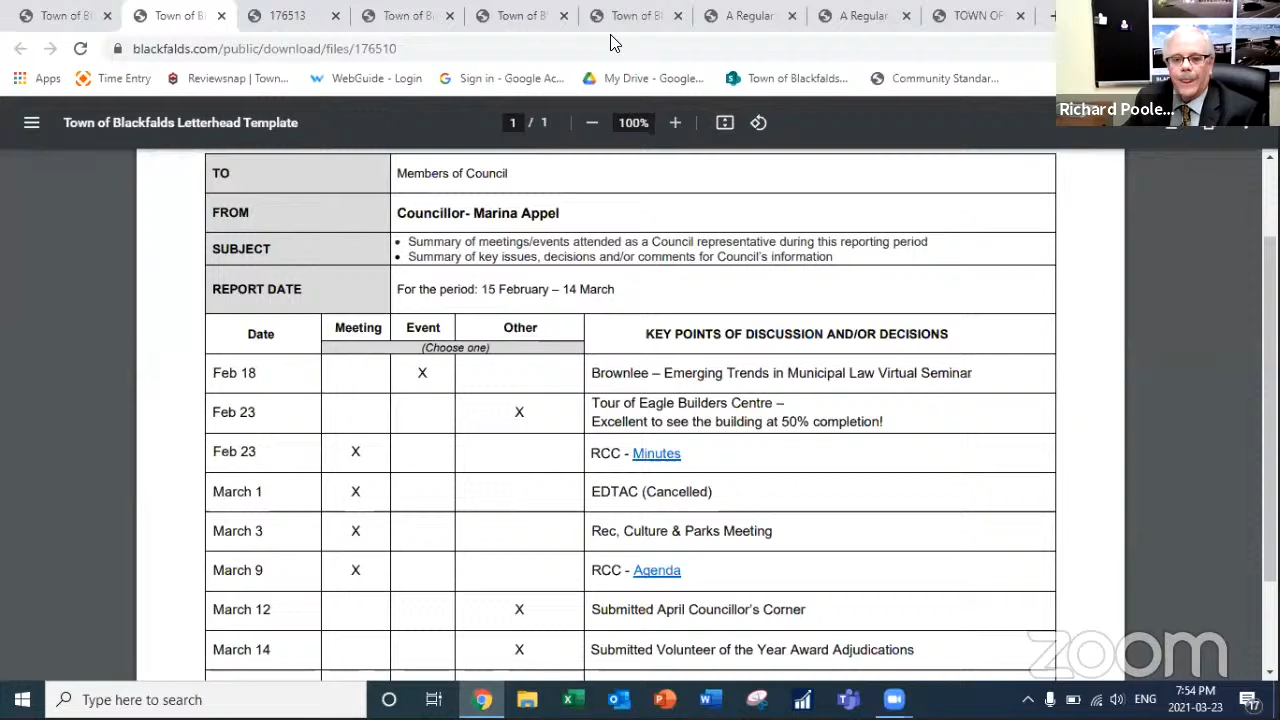 Town of B
Town of Bl
176513
Town of B
Town of B
Town of B
A Regular
A Regular
TOWN OF
blackfalds.com/public/download/files/176510
Apps
Time Entry
Reviewsnap | Town...
WebGuide - Login
Sign in - Google Ac...
My Drive - Google...
Town of Blackfalds...
Community Standar...
Richard Poole...
Town of Blackfalds Letterhead Template
1 / 1
100%
TO Members of Council
FROM Councillor- Marina Appel
SUBJECT
• Summary of meetings/events attended as a Council representative during this reporting period
• Summary of key issues, decisions and/or comments for Council's information
REPORT DATE For the period: 15 February – 14 March
Date Meeting Event Other KEY POINTS OF DISCUSSION AND/OR DECISIONS
(Choose one)
Feb 18 X Brownlee – Emerging Trends in Municipal Law Virtual Seminar
Feb 23 X Tour of Eagle Builders Centre –
Excellent to see the building at 50% completion!
Feb 23 X RCC - Minutes
March 1 X EDTAC (Cancelled)
March 3 X Rec, Culture & Parks Meeting
March 9 X RCC - Agenda
March 12 X Submitted April Councillor's Corner
March 14 X Submitted Volunteer of the Year Award Adjudications
zoom
Type here to search
ENG
7:54 PM
2021-03-23
17